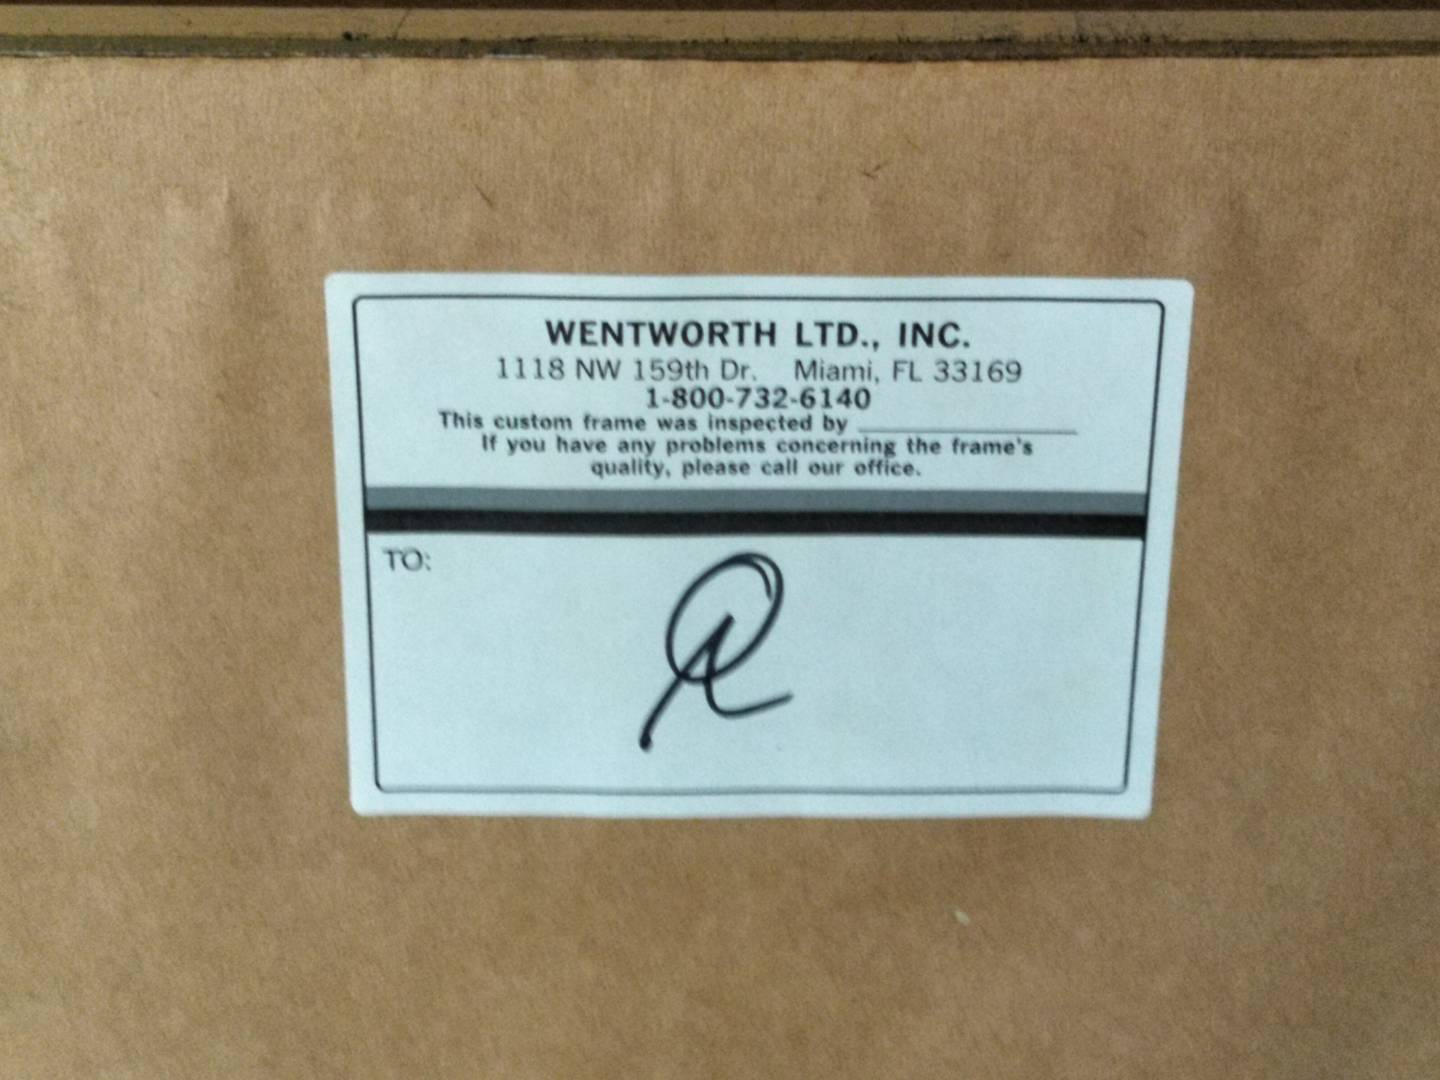 WENTWORTH LTD., INC.
1118 NW 159th Dr. Miami, FL 33169
1-800-732-6140
This custom frame was inspected by
If you have any problems concerning the frame's
quality, please call our office.
TO: